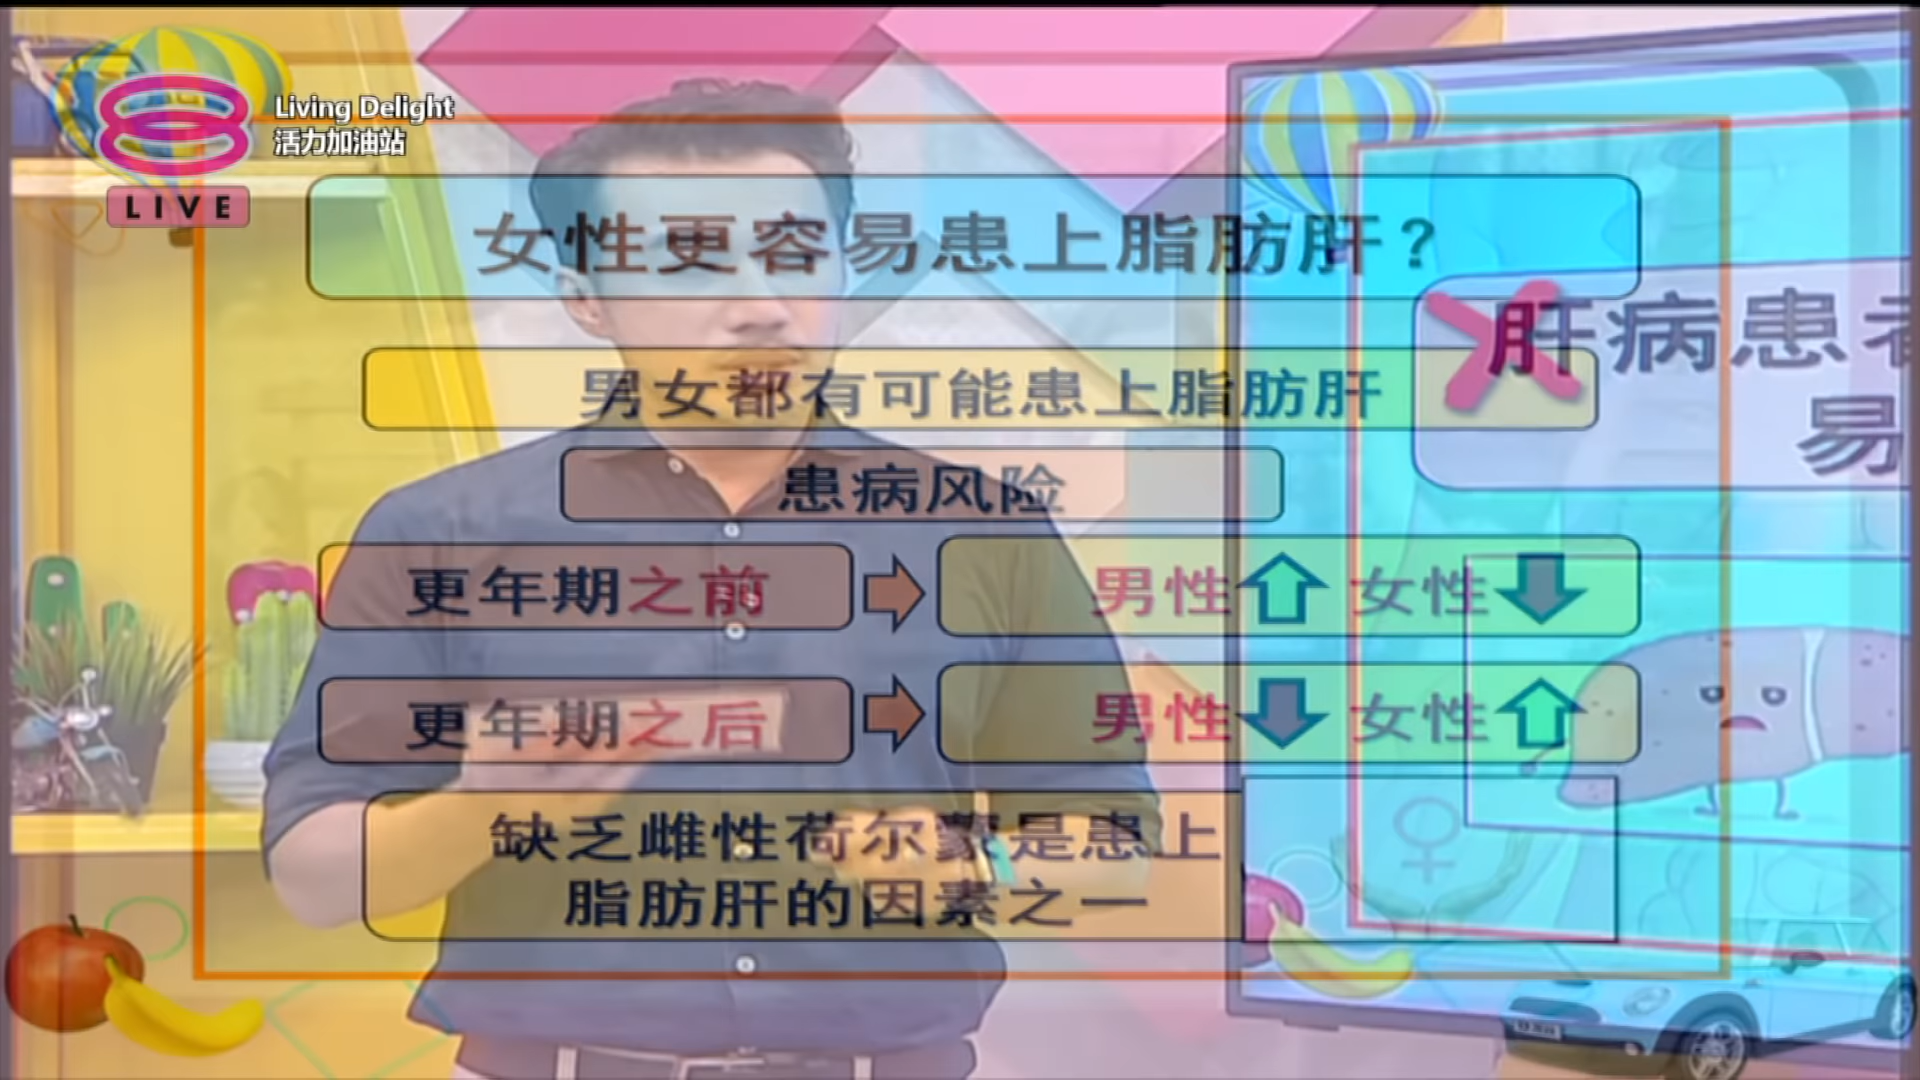 Living Delight
活力加油站
LIVE
女性更容易患上脂肪肝？
肝病患者
易
男女都有可能患上脂肪肝
患病风险
更年期之前 男性 女性
更年期之后 男性 女性
缺乏雌性荷尔蒙是患上
脂肪肝的因素之一